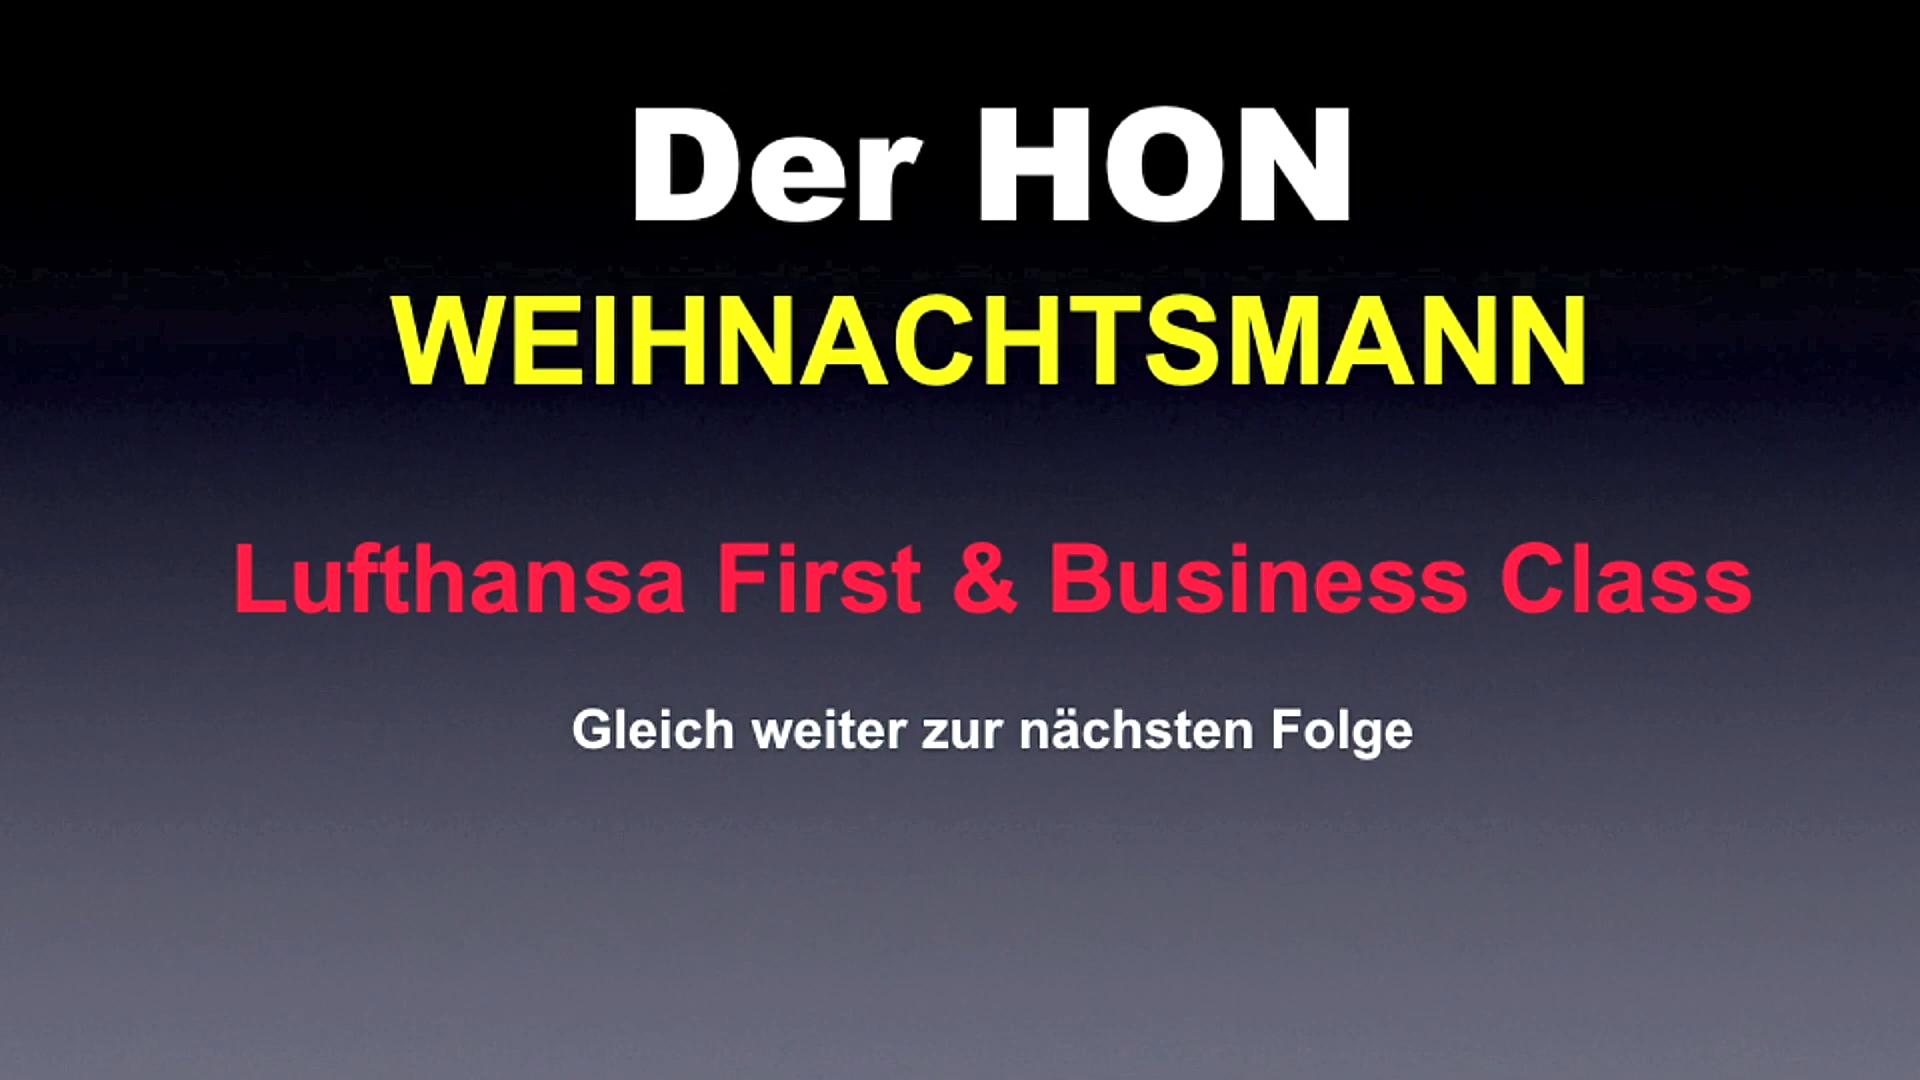 Der HON
WEIHNACHTSMANN
Lufthansa First & Business Class
Gleich weiter zur nächsten Folge